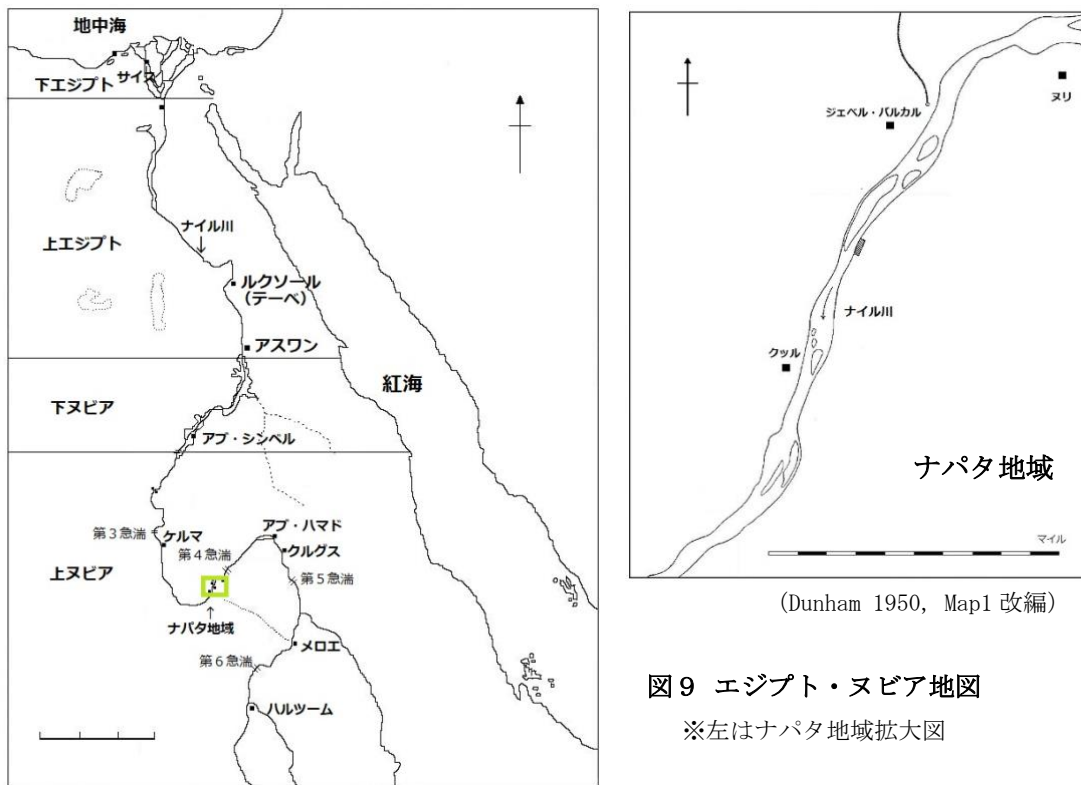 地中海
サイス
下エジプト
ナイル川
上エジプト
ルクソール
(テーベ)
アスワン
紅海
下ヌビア
アブ・シンベル
第3急湍
ケルマ
アブ・ハマド
第4急湍
クルグス
上ヌビア
第5急湍
ナパタ地域
メロエ
第6急湍
ハルツーム
ジェベル・バルカル
ヌリ
ナイル川
クッル
ナパタ地域
マイル
(Dunham 1950, Map1 改編)
図9 エジプト・ヌビア地図
※左はナパタ地域拡大図